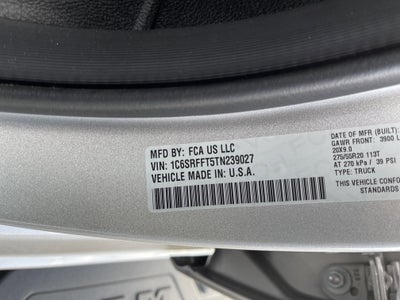 MFD BY: FCA US LLC
VIN: 1C6SRFFT5TN239027
VEHICLE MADE IN: U.S.A.
DATE OF MFR (BUILT):
GAWR FRONT: 3900 L
20X9.0
275/55R20 113T
AT 270 kPa / 39 PSI
TYPE: TRUCK
THIS VEHICLE CONFO
STANDARDS